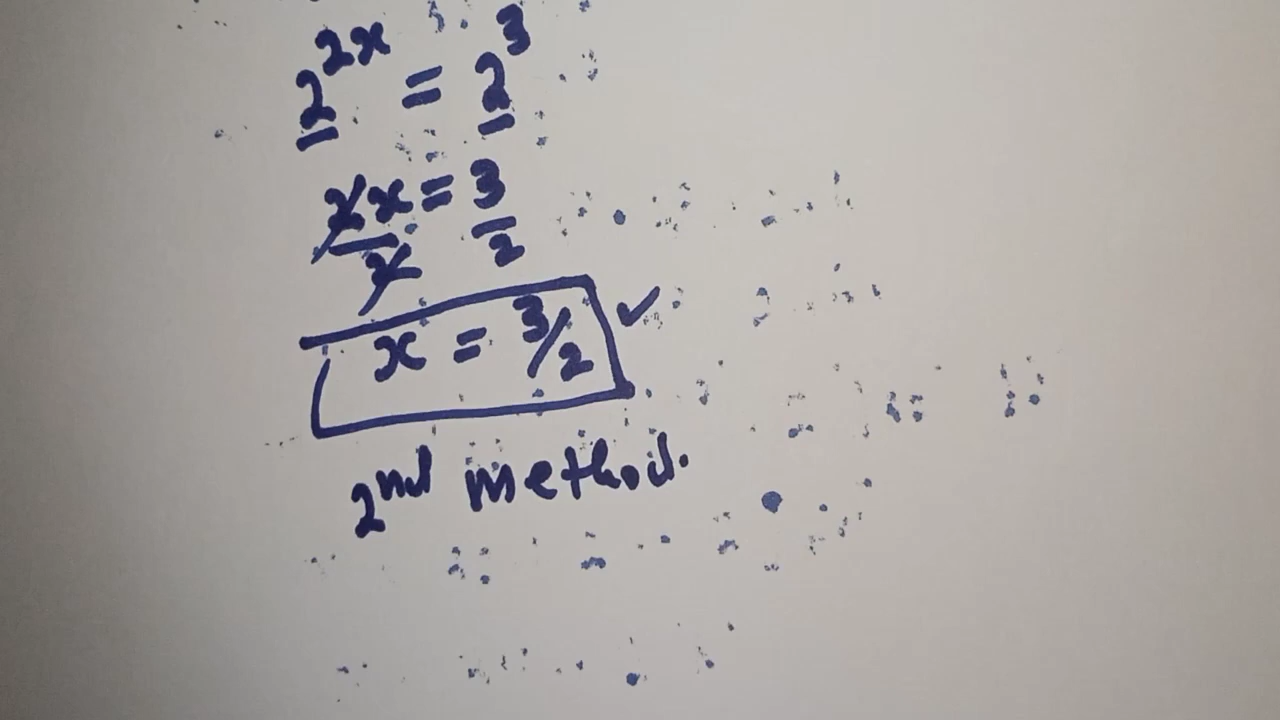 2^{2x} = 2^3
2x/2 = 3/2
x = 3/2 ✓
2nd method.